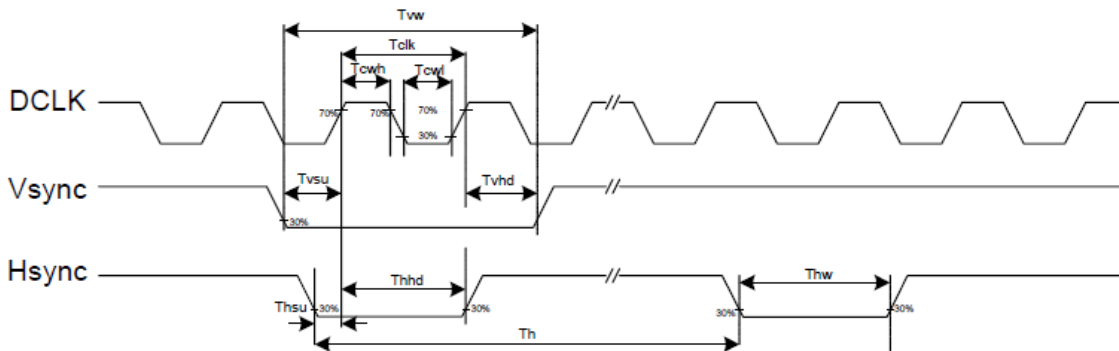 Tvw
Tclk
Tcwh Tcwl
DCLK 70% 70% 70%
30%
Tvsu Tvhd
Vsync
30%
Hsync
Thhd Thw
Thsu 30% 30% 30% 30%
Th